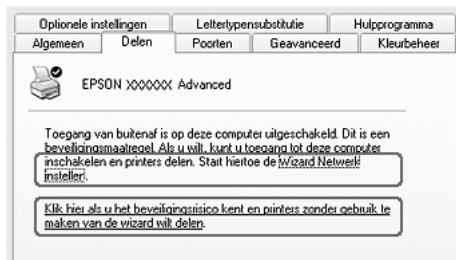 Optionele instellingen Lettertypensubstitutie Hulpprogramma
Algemeen Delen Poorten Geavanceerd Kleurbeheer
EPSON XXXXXX Advanced
Toegang van buitenaf is op deze computer uitgeschakeld. Dit is een
beveiligingsmaatregel. Als u wilt, kunt u toegang tot deze computer
inschakelen en printers delen. Start hiertoe de Wizard Netwerk
instellen.
Klik hier als u het beveiligingsrisico kent en printers zonder gebruik te
maken van de wizard wilt delen.